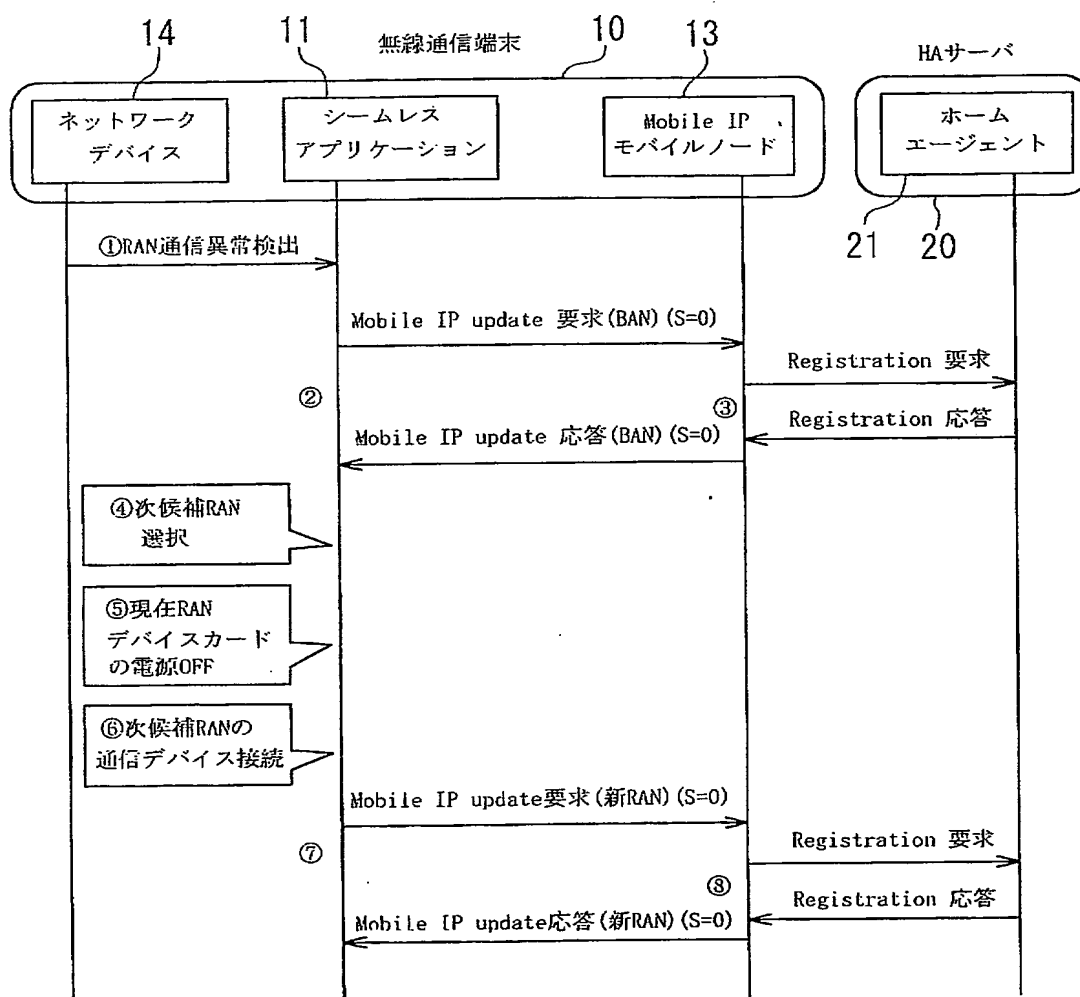 14
11
無線通信端末
10
13
HAサーバ
ネットワーク
デバイス
シームレス
アプリケーション
Mobile IP
モバイルノード
ホーム
エージェント
21
20
①RAN通信異常検出
Mobile IP update 要求(BAN)(S=0)
Registration 要求
②
③
Registration 応答
Mobile IP update 応答(BAN)(S=0)
④次候補RAN
選択
⑤現在RAN
デバイスカード
の電源OFF
⑥次候補RANの
通信デバイス接続
Mobile IP update要求(新RAN)(S=0)
Registration 要求
⑦
⑧
Registration 応答
Mobile IP update応答(新RAN)(S=0)